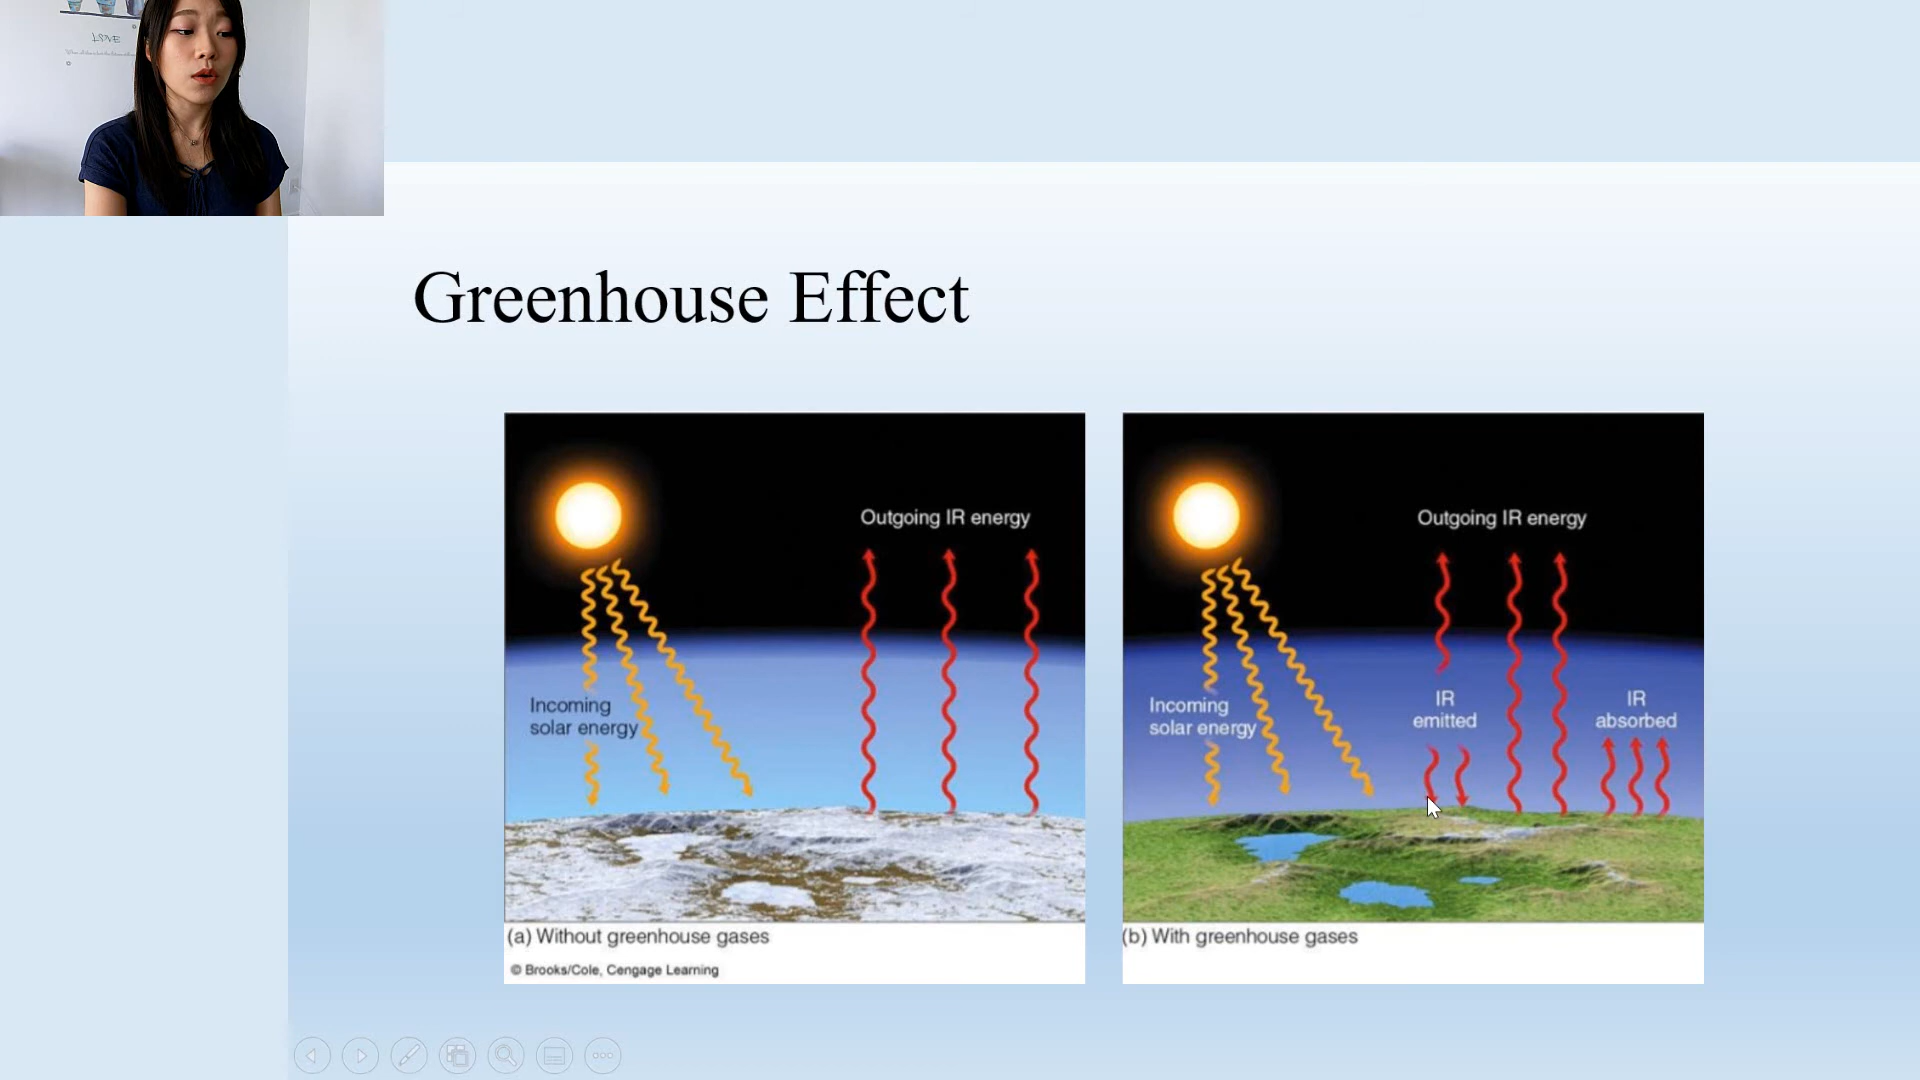 LOVE
Greenhouse Effect
Outgoing IR energy
Incoming
solar energy
(a) Without greenhouse gases
© Brooks/Cole, Cengage Learning
Outgoing IR energy
Incoming
solar energy
IR
emitted
IR
absorbed
(b) With greenhouse gases